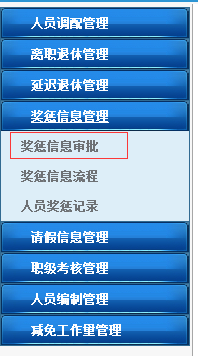 人员调配管理
离职退休管理
延迟退休管理
奖惩信息管理
奖惩信息审批
奖惩信息流程
人员奖惩记录
请假信息管理
职级考核管理
人员编制管理
减免工作量管理